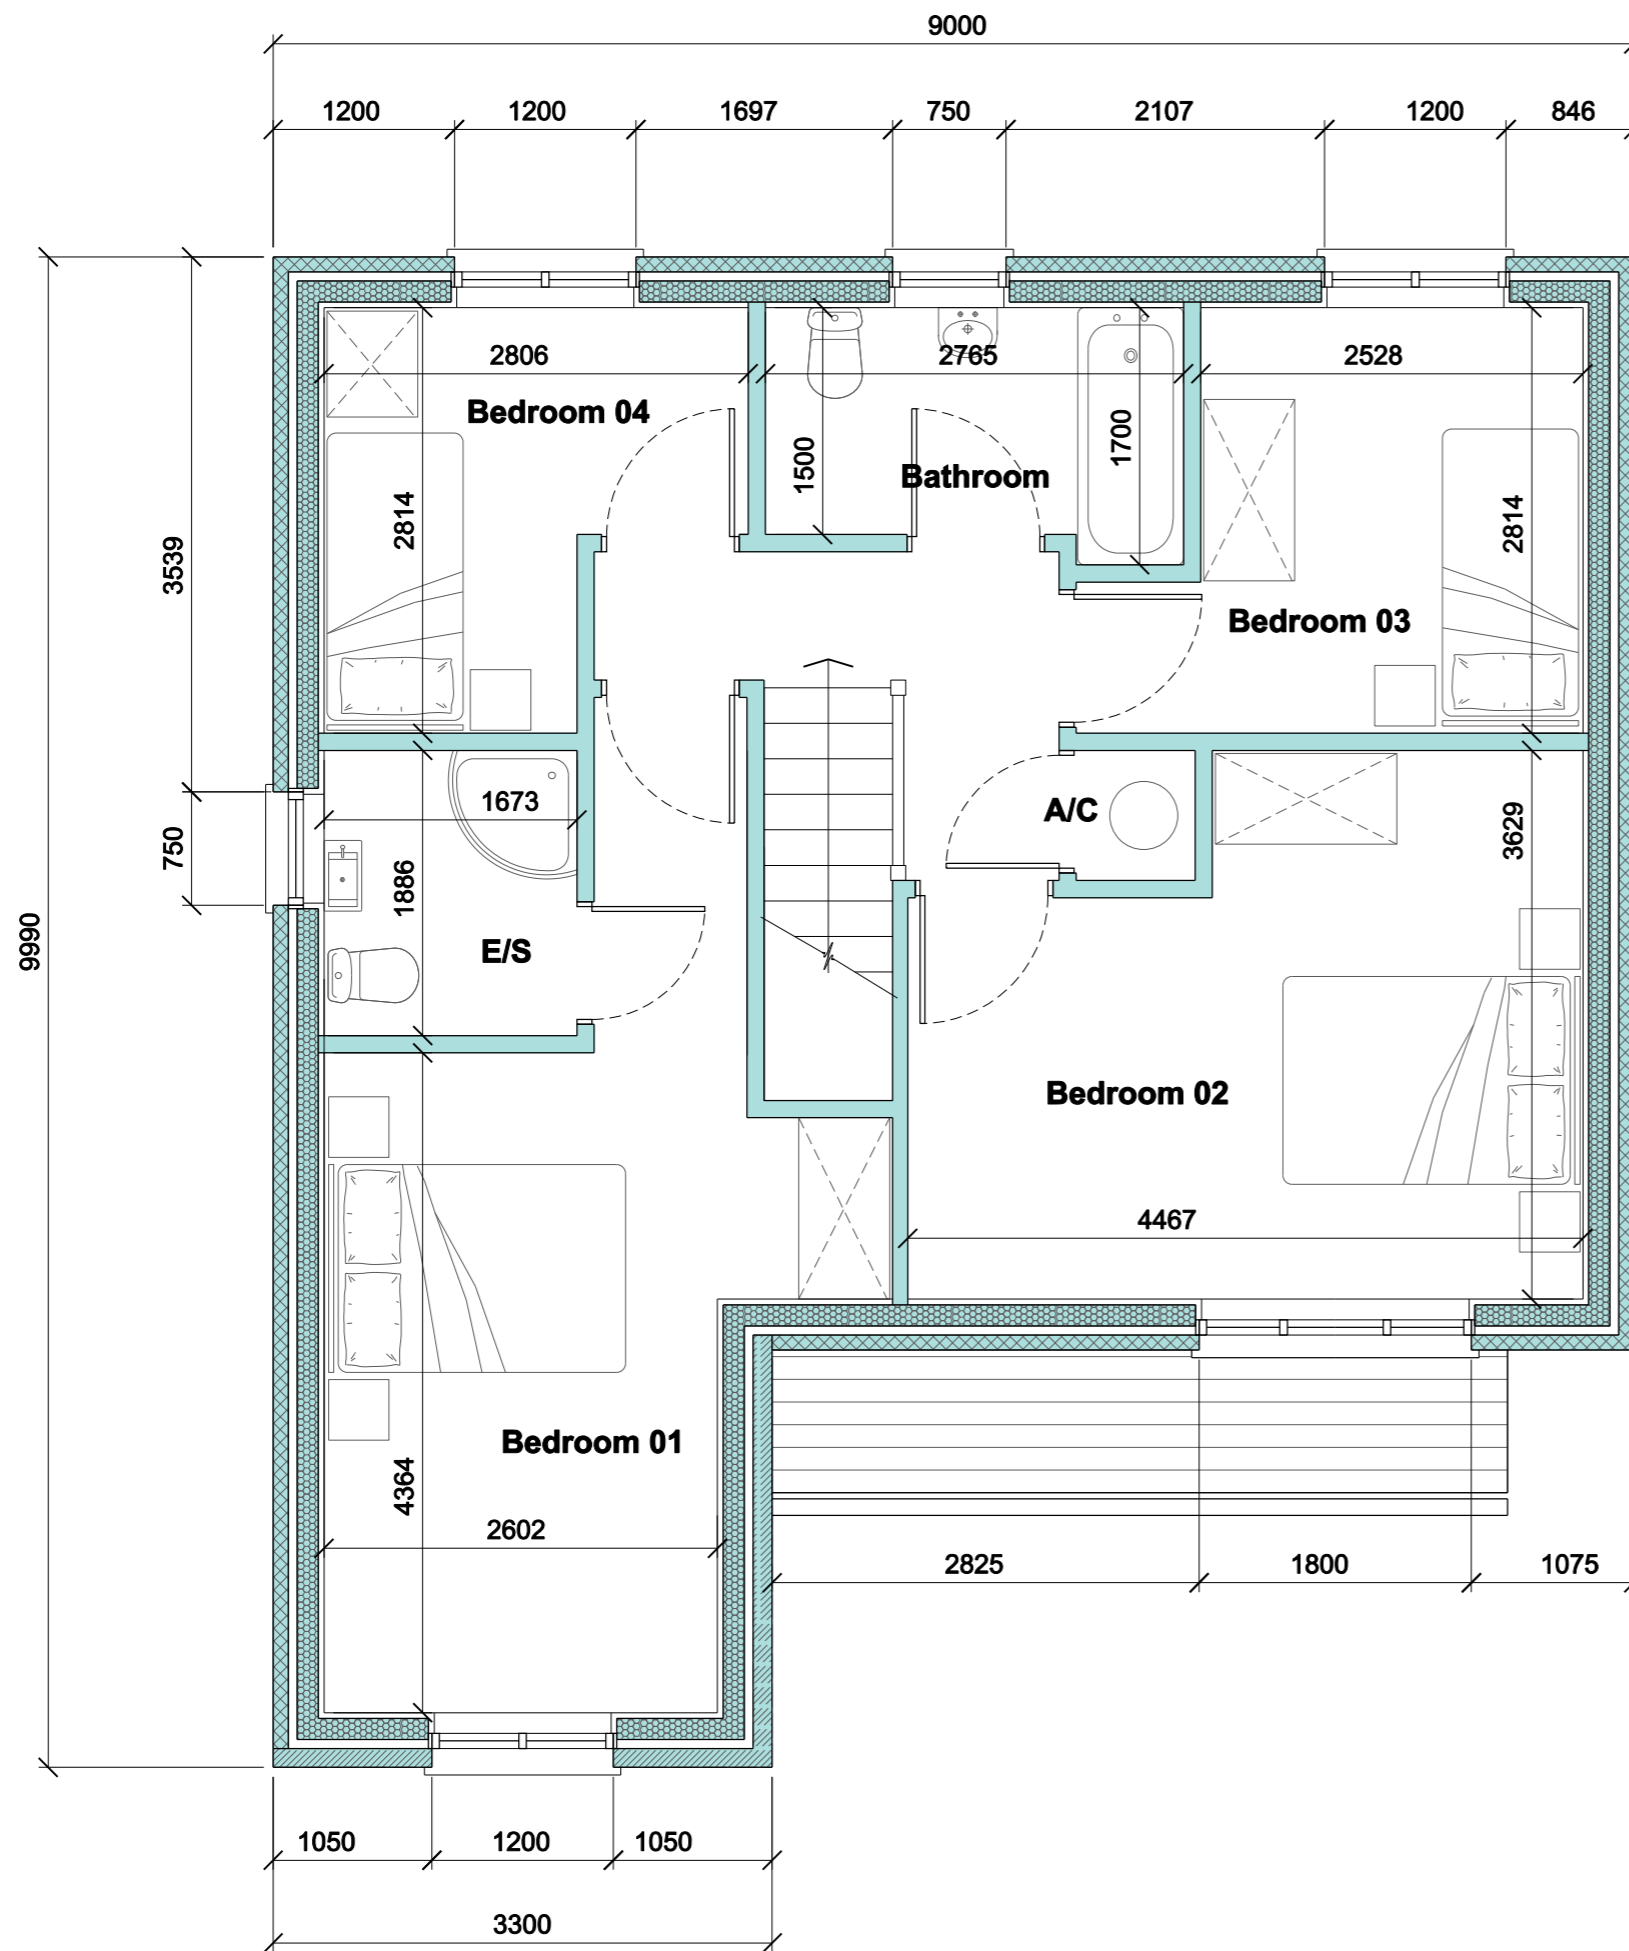 9000
1200 1200 1697 750 2107 1200 846
2806 2765 2528
Bedroom 04
1500 1700
Bathroom
2814 2814
3539
Bedroom 03
1673
A/C
750 3629
1886
9990
E/S
Bedroom 02
4467
Bedroom 01
4364
2602
2825 1800 1075
1050 1200 1050
3300